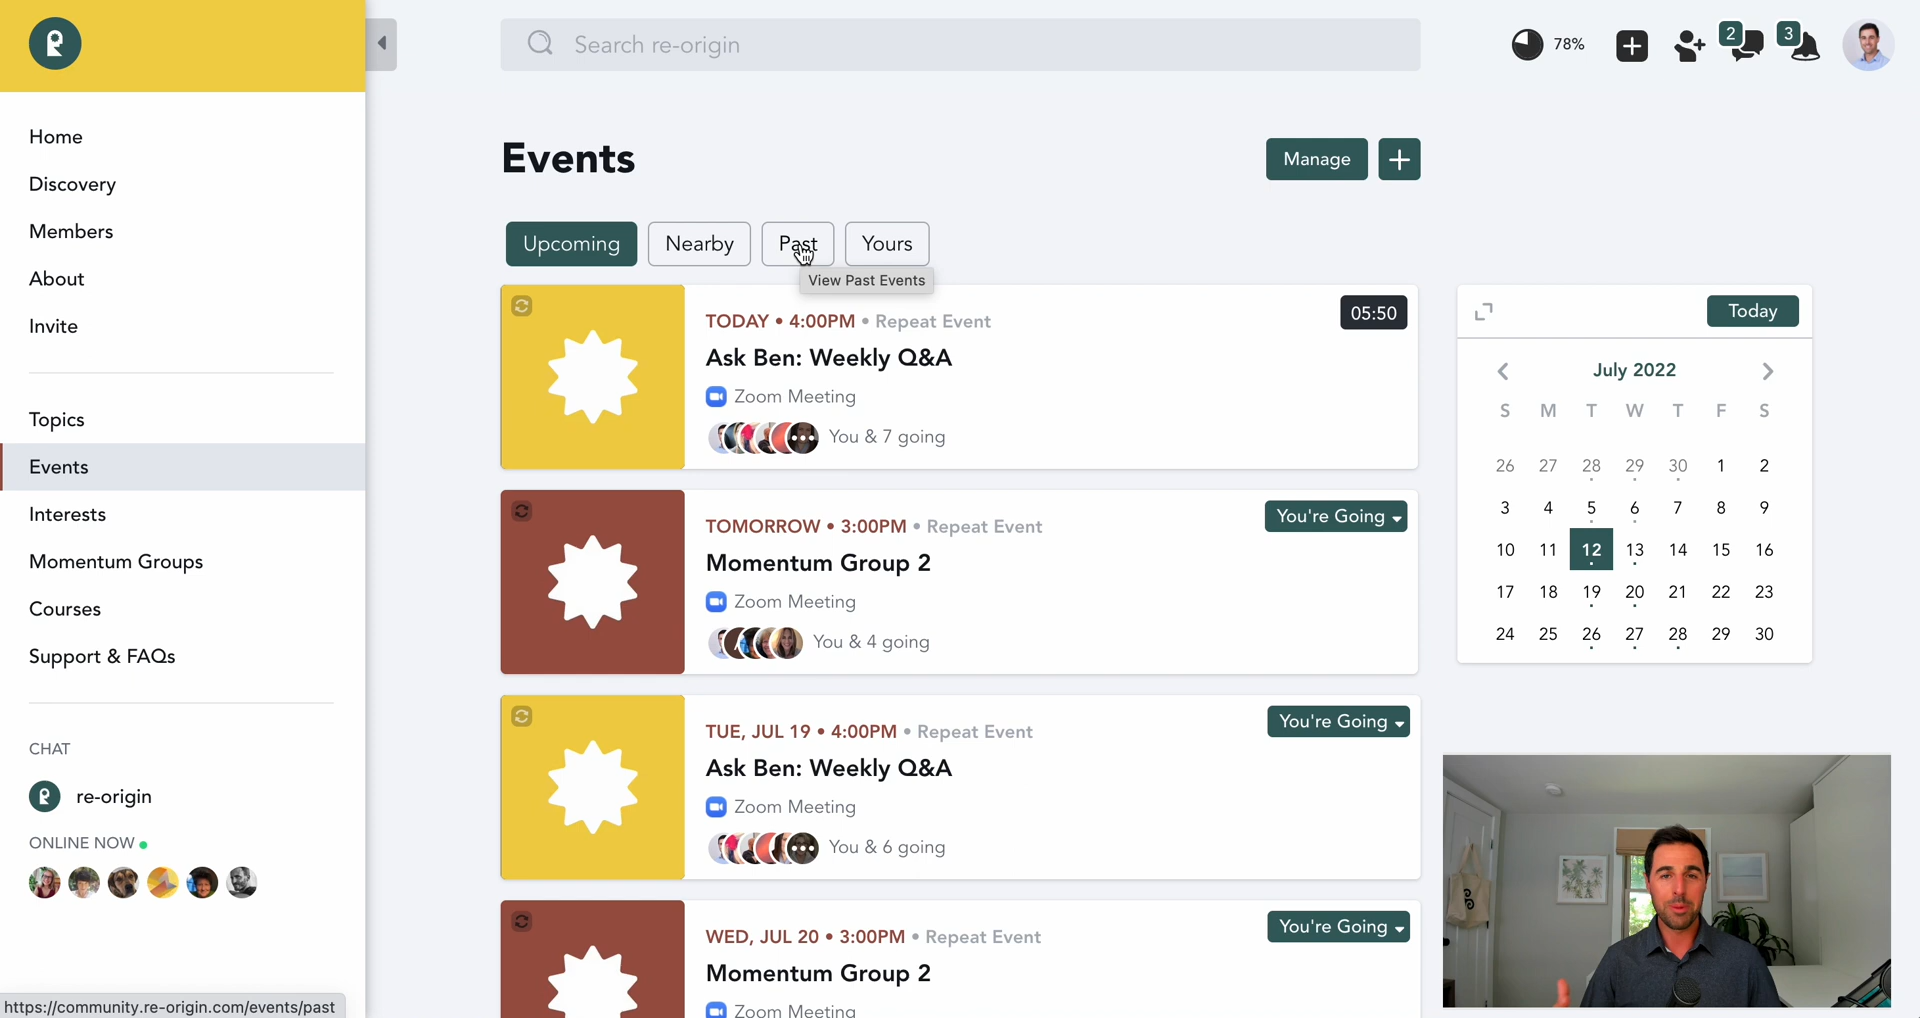 Search re-origin
78%
2
3
Home
Discovery
Members
About
Invite
Topics
Events
Interests
Momentum Groups
Courses
Support & FAQs
CHAT
re-origin
ONLINE NOW
https://community.re-origin.com/events/past
Events
Manage
Upcoming
Nearby
Past
Yours
View Past Events
TODAY • 4:00PM • Repeat Event
05:50
Ask Ben: Weekly Q&A
Zoom Meeting
You & 7 going
TOMORROW • 3:00PM • Repeat Event
You're Going
Momentum Group 2
Zoom Meeting
You & 4 going
TUE, JUL 19 • 4:00PM • Repeat Event
You're Going
Ask Ben: Weekly Q&A
Zoom Meeting
You & 6 going
WED, JUL 20 • 3:00PM • Repeat Event
You're Going
Momentum Group 2
Zoom Meeting
Today
July 2022
S M T W T F S
26 27 28 29 30 1 2
3 4 5 6 7 8 9
10 11 12 13 14 15 16
17 18 19 20 21 22 23
24 25 26 27 28 29 30